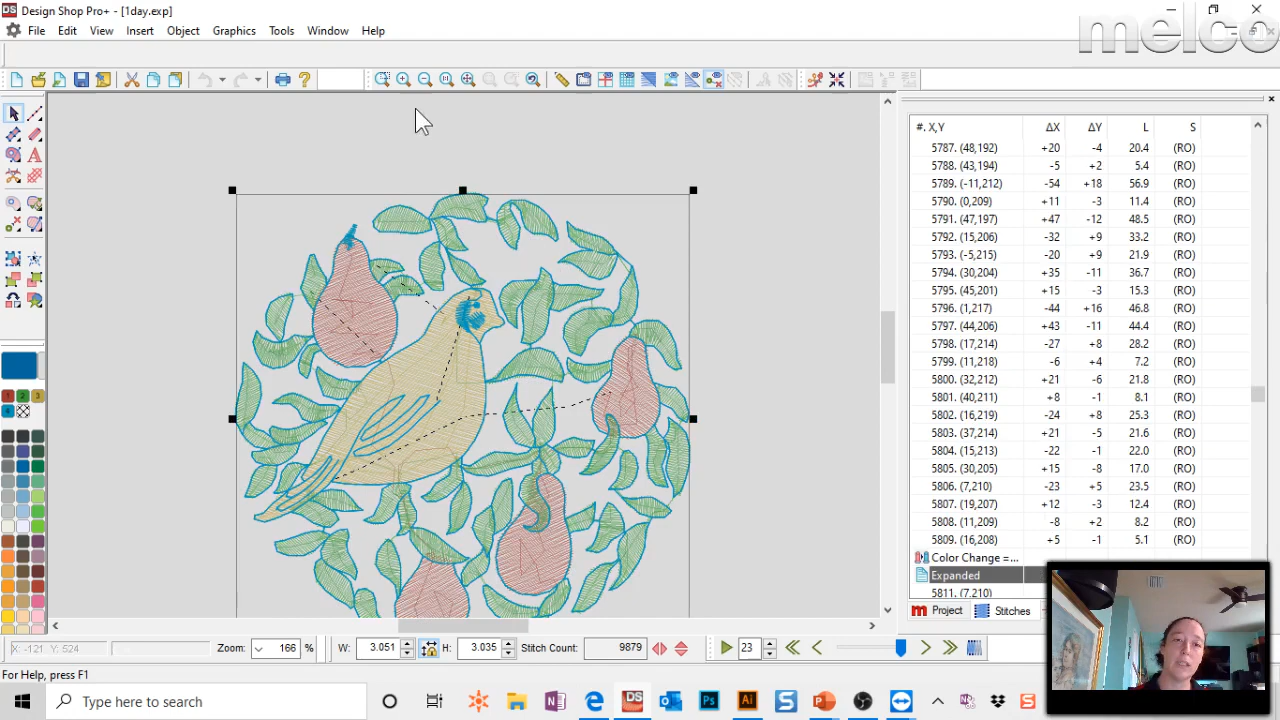 DS Design Shop Pro+ - [1day.exp]
melco
File Edit View Insert Object Graphics Tools Window Help
#. X,Y ΔX ΔY L S
5787. (48,192) +20 -4 20.4 (RO)
5788. (43,194) -5 +2 5.4 (RO)
5789. (-11,212) -54 +18 56.9 (RO)
5790. (0,209) +11 -3 11.4 (RO)
5791. (47,197) +47 -12 48.5 (RO)
5792. (15,206) -32 +9 33.2 (RO)
5793. (-5,215) -20 +9 21.9 (RO)
5794. (30,204) +35 -11 36.7 (RO)
5795. (45,201) +15 -3 15.3 (RO)
5796. (1,217) -44 +16 46.8 (RO)
5797. (44,206) +43 -11 44.4 (RO)
5798. (17,214) -27 +8 28.2 (RO)
5799. (11,218) -6 +4 7.2 (RO)
5800. (32,212) +21 -6 21.8 (RO)
5801. (40,211) +8 -1 8.1 (RO)
5802. (16,219) -24 +8 25.3 (RO)
5803. (37,214) +21 -5 21.6 (RO)
5804. (15,213) -22 -1 22.0 (RO)
5805. (30,205) +15 -8 17.0 (RO)
5806. (7,210) -23 +5 23.5 (RO)
5807. (19,207) +12 -3 12.4 (RO)
5808. (11,209) -8 +2 8.2 (RO)
5809. (16,208) +5 -1 5.1 (RO)
Color Change =...
Expanded
5811. (7,210)
Project Stitches
X: -121 Y: 524 Zoom: 166 % W: 3.051 H: 3.035 Stitch Count: 9879 23
For Help, press F1
Type here to search